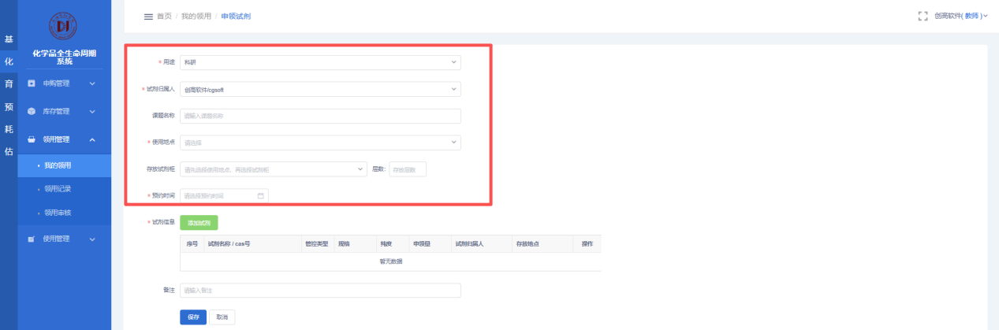 首页 / 我的领用 / 申领试剂
创高软件( 教师 )
基
化
育
预
耗
估
化学品全生命周期
系统
申购管理
库存管理
领用管理
我的领用
领用记录
领用审核
使用管理
* 用途 科研
* 试剂归属人 创高软件/cgsoft
课题名称 请输入课题名称
* 使用地点 请选择
存放试剂柜 请先选择使用地点，再选择试剂柜 层数: 存放层数
* 预约时间 请选择预约时间
* 试剂信息 添加试剂
序号 试剂名称 / cas号 管控类型 规格 纯度 申领量 试剂归属人 存放地点 操作
暂无数据
备注 请输入备注
保存 取消